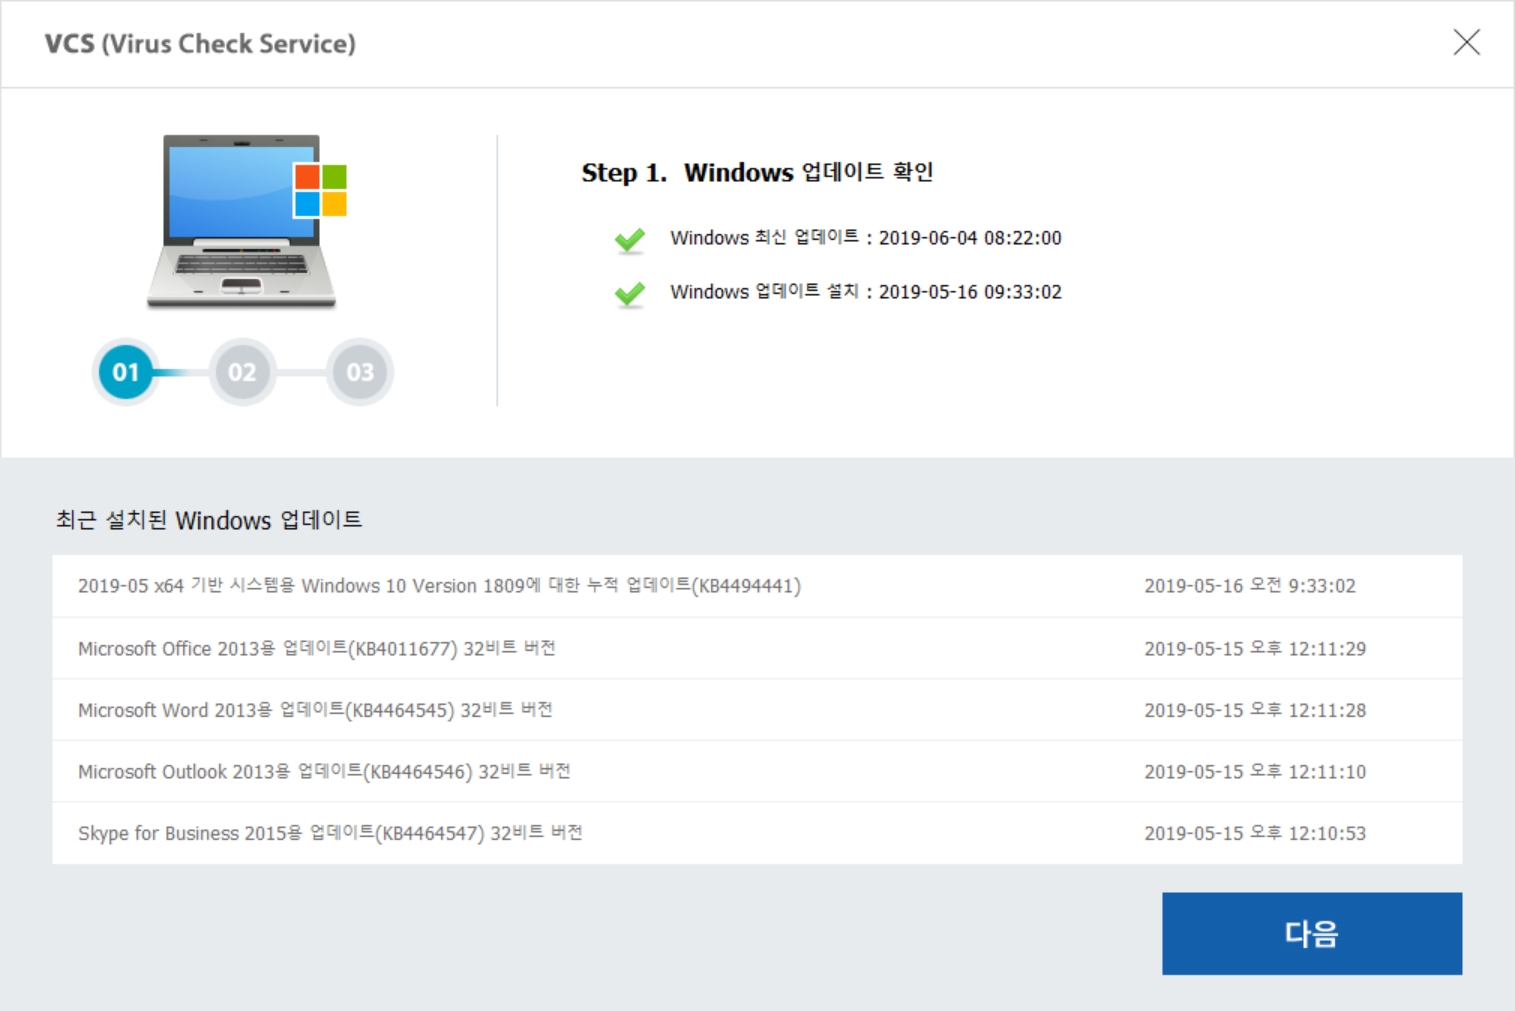 VCS (Virus Check Service)
Step 1. Windows 업데이트 확인
Windows 최신 업데이트 : 2019-06-04 08:22:00
Windows 업데이트 설치 : 2019-05-16 09:33:02
01 02 03
최근 설치된 Windows 업데이트
2019-05 x64 기반 시스템용 Windows 10 Version 1809에 대한 누적 업데이트(KB4494441) 2019-05-16 오전 9:33:02
Microsoft Office 2013용 업데이트(KB4011677) 32비트 버전 2019-05-15 오후 12:11:29
Microsoft Word 2013용 업데이트(KB4464545) 32비트 버전 2019-05-15 오후 12:11:28
Microsoft Outlook 2013용 업데이트(KB4464546) 32비트 버전 2019-05-15 오후 12:11:10
Skype for Business 2015용 업데이트(KB4464547) 32비트 버전 2019-05-15 오후 12:10:53
다음